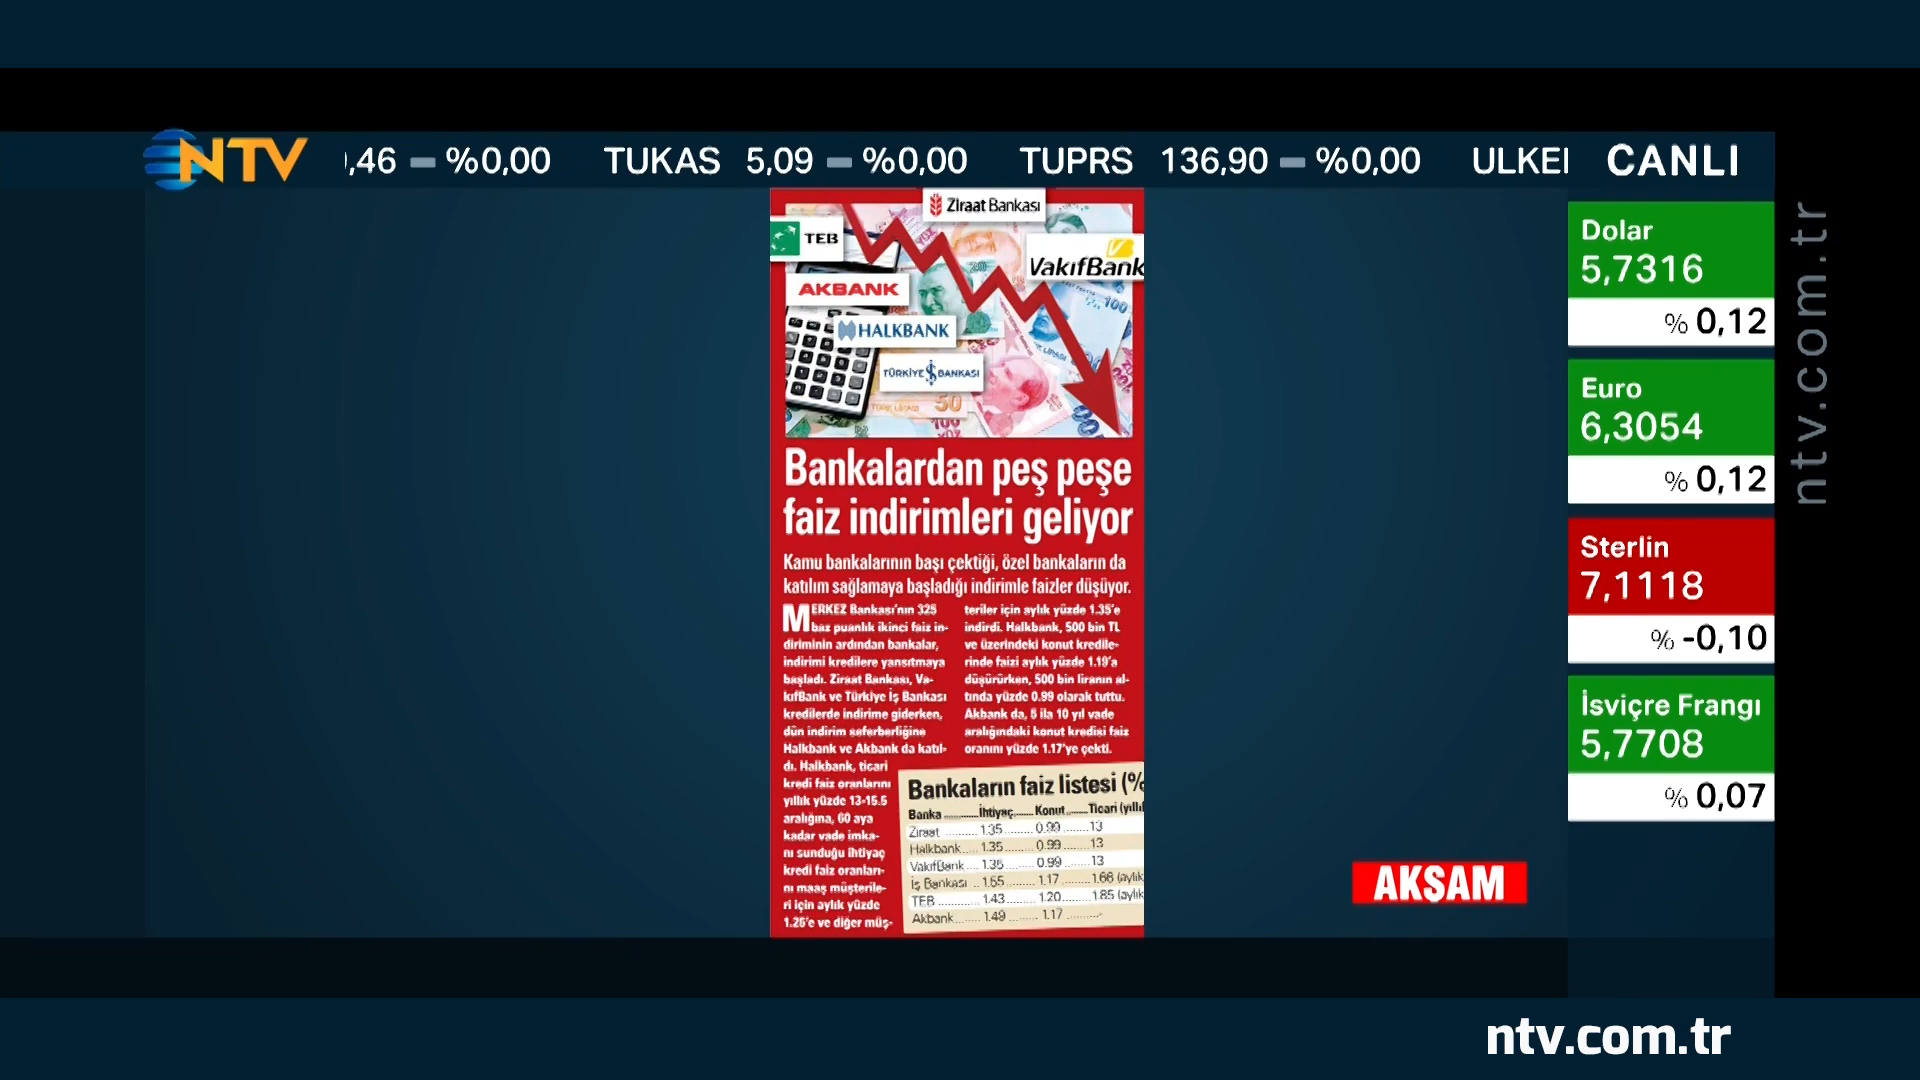 NTV
,46 %0,00 TUKAS 5,09 %0,00 TUPRS 136,90 %0,00 ULKEI
CANLI
Ziraat Bankası
TEB
VakıfBank
AKBANK
HALKBANK
TÜRKİYE İŞ BANKASI
Bankalardan peş peşe
faiz indirimleri geliyor
Kamu bankalarının başı çektiği, özel bankaların da
katılım sağlamaya başladığı indirimle faizler düşüyor.
MERKEZ Bankası'nın 325
baz puanlık ikinci faiz in-
diriminin ardından bankalar,
indirimi kredilere yansıtmaya
başladı. Ziraat Bankası, Va-
kıfBank ve Türkiye İş Bankası
kredilerde indirime giderken,
dün indirim seferberliğine
Halkbank ve Akbank da katıl-
dı. Halkbank, ticari
kredi faiz oranlarını
yıllık yüzde 13-15.5
aralığına, 60 aya
kadar vade imka-
nı sunduğu ihtiyaç
kredi faiz oranları-
nı maaş müşterile-
ri için aylık yüzde
1.25'e ve diğer müş-
teriler için aylık yüzde 1.35'e
indirdi. Halkbank, 500 bin TL
ve üzerindeki konut kredile-
rinde faizi aylık yüzde 1.19'a
düşürürken, 500 bin liranın al-
tında yüzde 0.99 olarak tuttu.
Akbank da, 5 ila 10 yıl vade
aralığındaki konut kredisi faiz
oranını yüzde 1.17'ye çekti.
Bankaların faiz listesi (%
Banka ........ İhtiyaç ...... Konut ...... Ticari (yıllı
Ziraat .......... 1.35 .......... 0.99 ........ 13
Halkbank .... 1.35 .......... 0.99 ........ 13
VakıfBank ... 1.35 .......... 0.99 ........ 13
İş Bankası .. 1.55 .......... 1.17 ....... 1.66 (aylık
TEB ............ 1.43 .......... 1.20 ....... 1.85 (aylık
Akbank ....... 1.49 ......... 1.17 ......... -
AKŞAM
Dolar
5,7316
% 0,12
Euro
6,3054
% 0,12
Sterlin
7,1118
% -0,10
İsviçre Frangı
5,7708
% 0,07
ntv.com.tr
ntv.com.tr